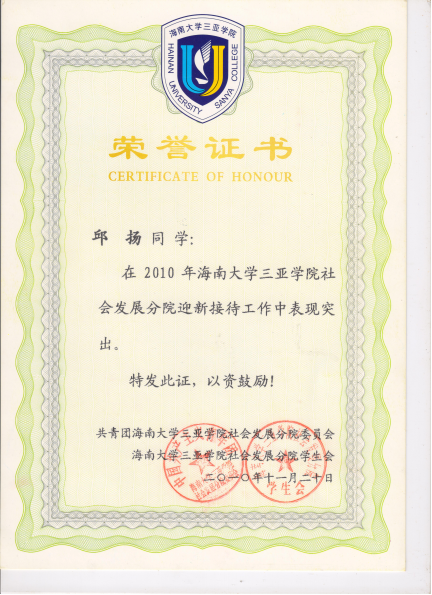 海南大学三亚学院
HAINAN UNIVERSITY SANYA COLLEGE
荣誉证书
CERTIFICATE OF HONOUR
邱 扬同学:
在 2010 年海南大学三亚学院社
会发展分院迎新接待工作中表现突
出。
特发此证，以资鼓励！
共青团海南大学三亚学院社会发展分院委员会
海南大学三亚学院社会发展分院学生会
二〇一〇年十一月二十日